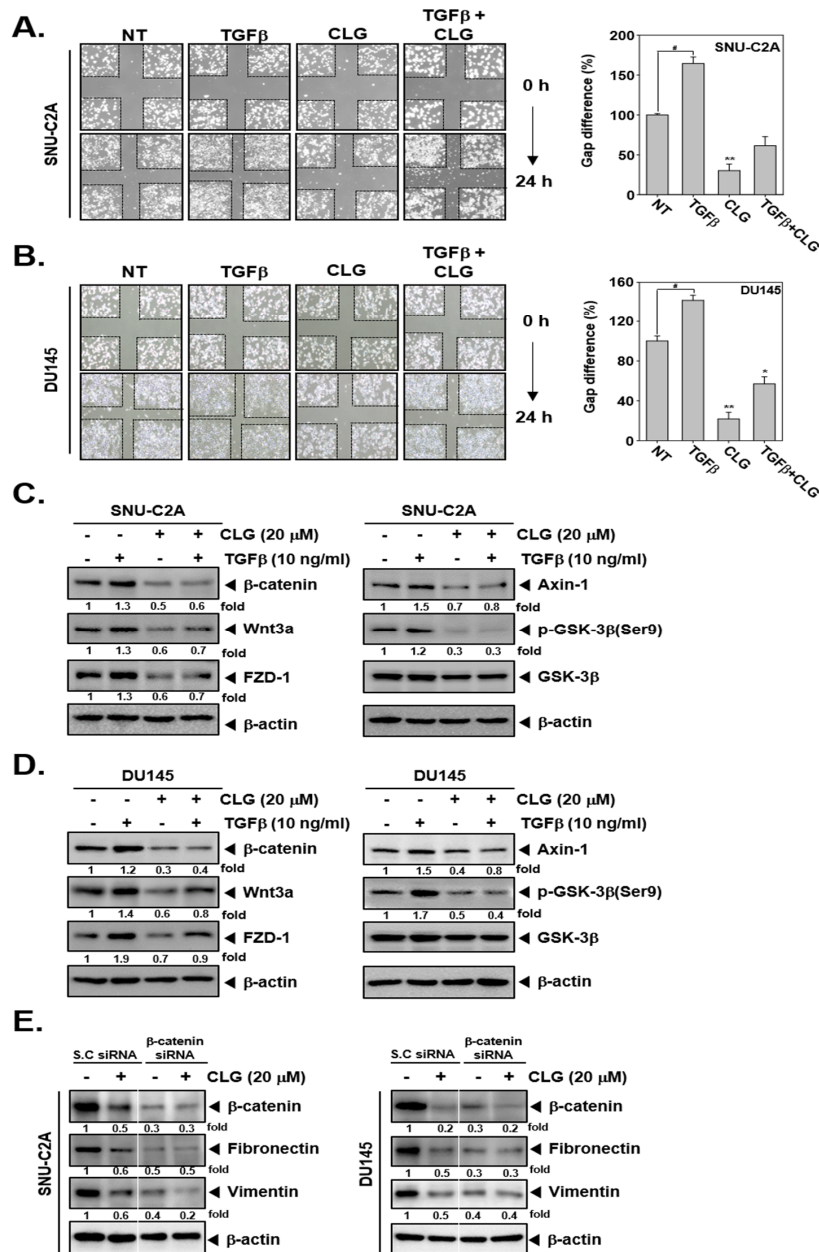 A.
NT TGFβ CLG TGFβ + CLG
SNU-C2A
0 h
24 h
SNU-C2A
Gap difference (%)
200
150
100
50
0
#
**
NT TGFβ CLG TGFβ+CLG
B.
NT TGFβ CLG TGFβ + CLG
DU145
0 h
24 h
DU145
Gap difference (%)
160
120
80
40
0
#
**
*
NT TGFβ CLG TGFβ+CLG
C.
SNU-C2A
- - + + CLG (20 μM)
- + - + TGFβ (10 ng/ml)
β-catenin
1 1.3 0.5 0.6 fold
Wnt3a
1 1.3 0.6 0.7 fold
FZD-1
1 1.3 0.6 0.7 fold
β-actin
SNU-C2A
- - + + CLG (20 μM)
- + - + TGFβ (10 ng/ml)
Axin-1
1 1.5 0.7 0.8 fold
p-GSK-3β(Ser9)
1 1.2 0.3 0.3 fold
GSK-3β
β-actin
D.
DU145
- - + + CLG (20 μM)
- + - + TGFβ (10 ng/ml)
β-catenin
1 1.2 0.3 0.4 fold
Wnt3a
1 1.4 0.6 0.8 fold
FZD-1
1 1.9 0.7 0.9 fold
β-actin
DU145
- - + + CLG (20 μM)
- + - + TGFβ (10 ng/ml)
Axin-1
1 1.5 0.4 0.8 fold
p-GSK-3β(Ser9)
1 1.7 0.5 0.4 fold
GSK-3β
β-actin
E.
SNU-C2A
S.C siRNA β-catenin siRNA
- + - + CLG (20 μM)
β-catenin
1 0.5 0.3 0.3 fold
Fibronectin
1 0.6 0.5 0.5 fold
Vimentin
1 0.6 0.4 0.2 fold
β-actin
DU145
S.C siRNA β-catenin siRNA
- + - + CLG (20 μM)
β-catenin
1 0.2 0.3 0.2 fold
Fibronectin
1 0.5 0.3 0.3 fold
Vimentin
1 0.5 0.4 0.4 fold
β-actin